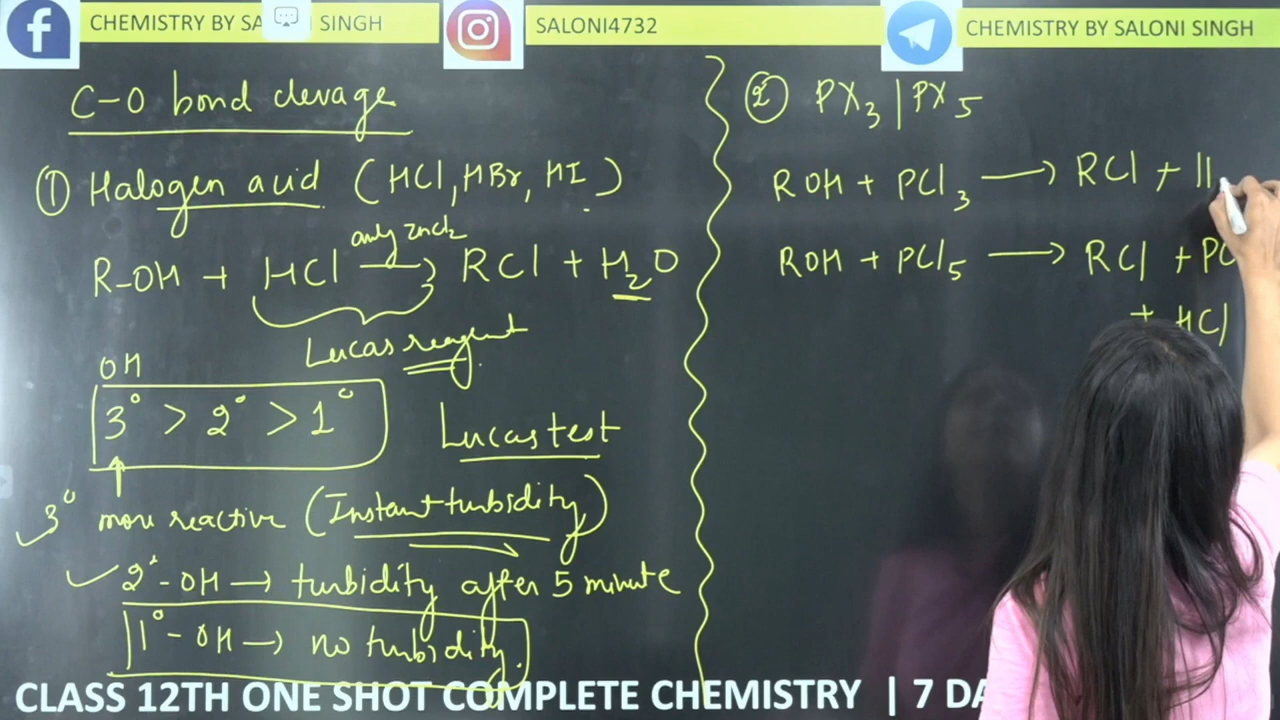 CHEMISTRY BY SA SINGH
SALONI4732
CHEMISTRY BY SALONI SINGH
C-O bond clevage
① Halogen acid (HCl, HBr, HI)
R-OH + HCl anhy ZnCl₂ → RCl + H₂O
Lucas reagent
OH
3° > 2° > 1°
Lucas test
3° more reactive (Instant turbidity)
2°-OH → turbidity after 5 minute
1°-OH → no turbidity.
② PX₃ | PX₅
ROH + PCl₃ → RCl +
ROH + PCl₅ → RCl +
+ HCl
CLASS 12TH ONE SHOT COMPLETE CHEMISTRY | 7 DA